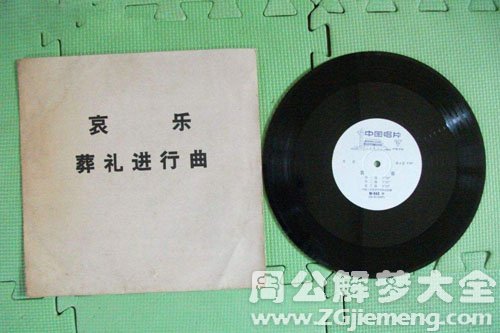 哀 乐
葬礼进行曲
中国唱片
周公解梦大全
www.ZGjiemeng.com